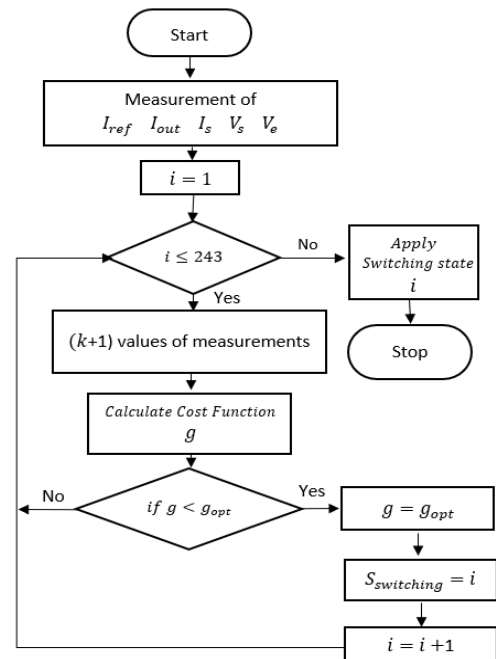 Start
Measurement of
I_ref I_out I_s V_s V_e
i = 1
i ≤ 243
No
Apply
Switching state
i
Stop
Yes
(k+1) values of measurements
Calculate Cost Function
g
No
if g < g_opt
Yes
g = g_opt
S_switching = i
i = i +1